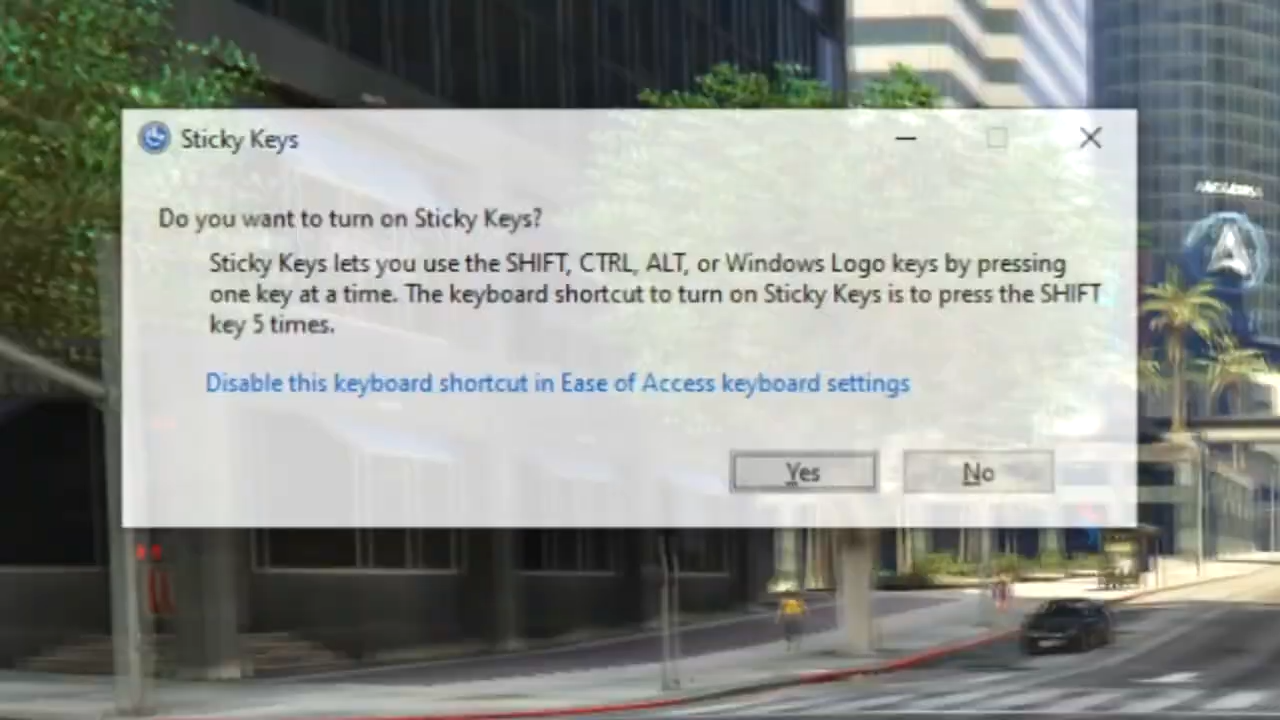 Sticky Keys
Do you want to turn on Sticky Keys?
Sticky Keys lets you use the SHIFT, CTRL, ALT, or Windows Logo keys by pressing
one key at a time. The keyboard shortcut to turn on Sticky Keys is to press the SHIFT
key 5 times.
Disable this keyboard shortcut in Ease of Access keyboard settings
Yes
No